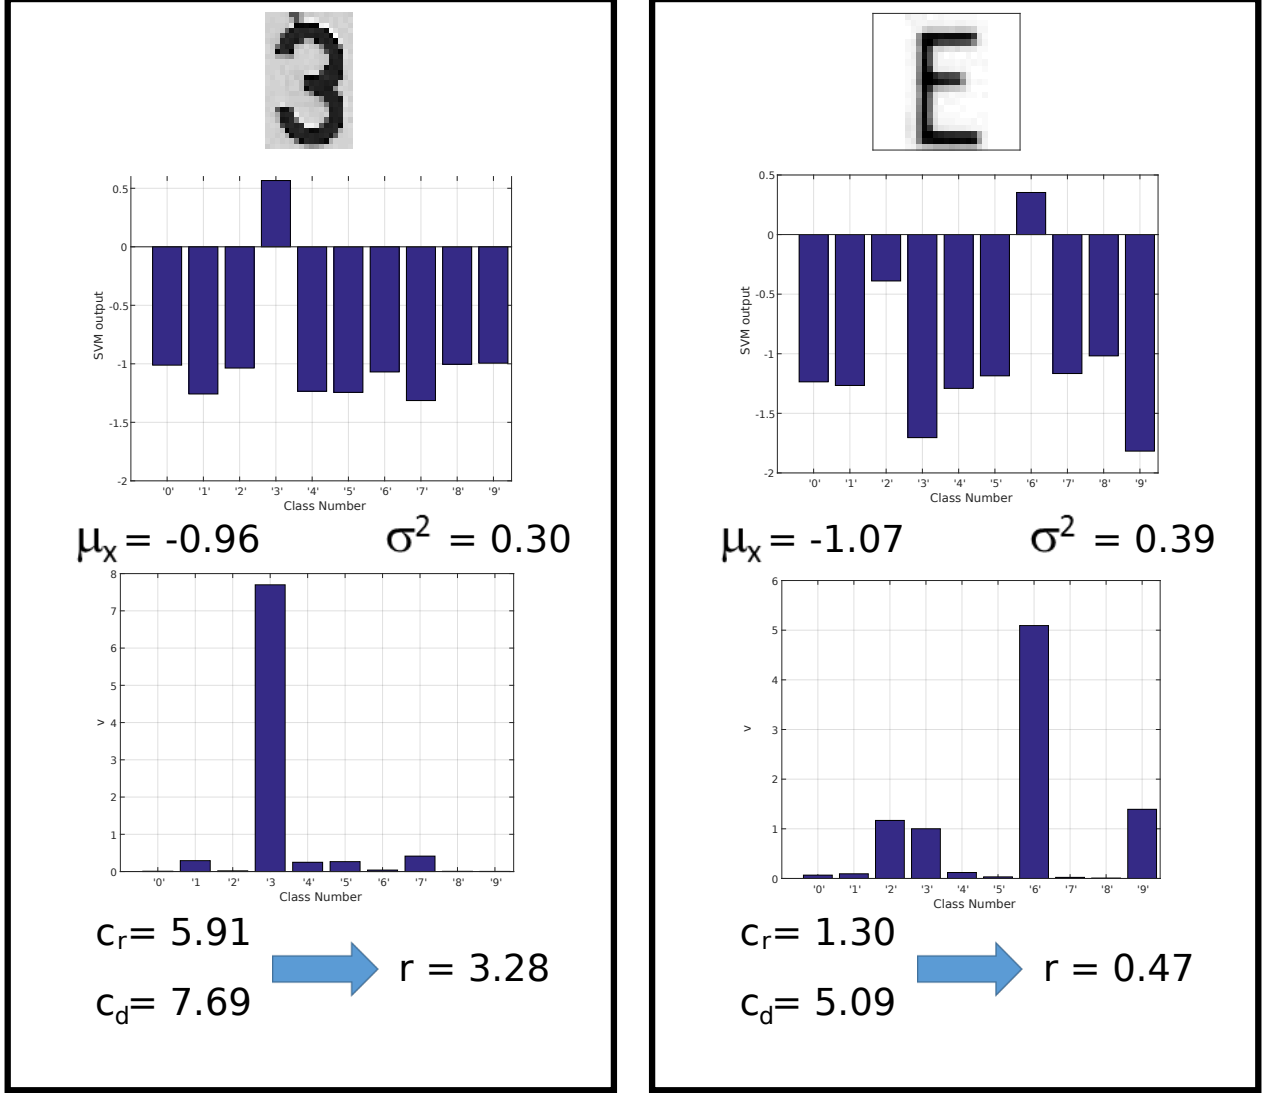 3
0.5
0
-0.5
-1
-1.5
-2
SVM output
'0' '1' '2' '3' '4' '5' '6' '7' '8' '9'
Class Number
μx = -0.96 σ² = 0.30
8
7
6
5
4
3
2
1
0
v
'0' '1 '2' '3 '4' '5' '6' '7' '8' '9'
Class Number
cr= 5.91
r = 3.28
cd= 7.69
E
0.5
0
-0.5
-1
-1.5
-2
SVM output
'0' '1' '2' '3' '4' '5' '6' '7' '8' '9'
Class Number
μx = -1.07 σ² = 0.39
6
5
4
3
2
1
0
v
'0' '1' '2' '3' '4' '5' '6' '7' '8' '9'
Class Number
cr= 1.30
r = 0.47
cd= 5.09